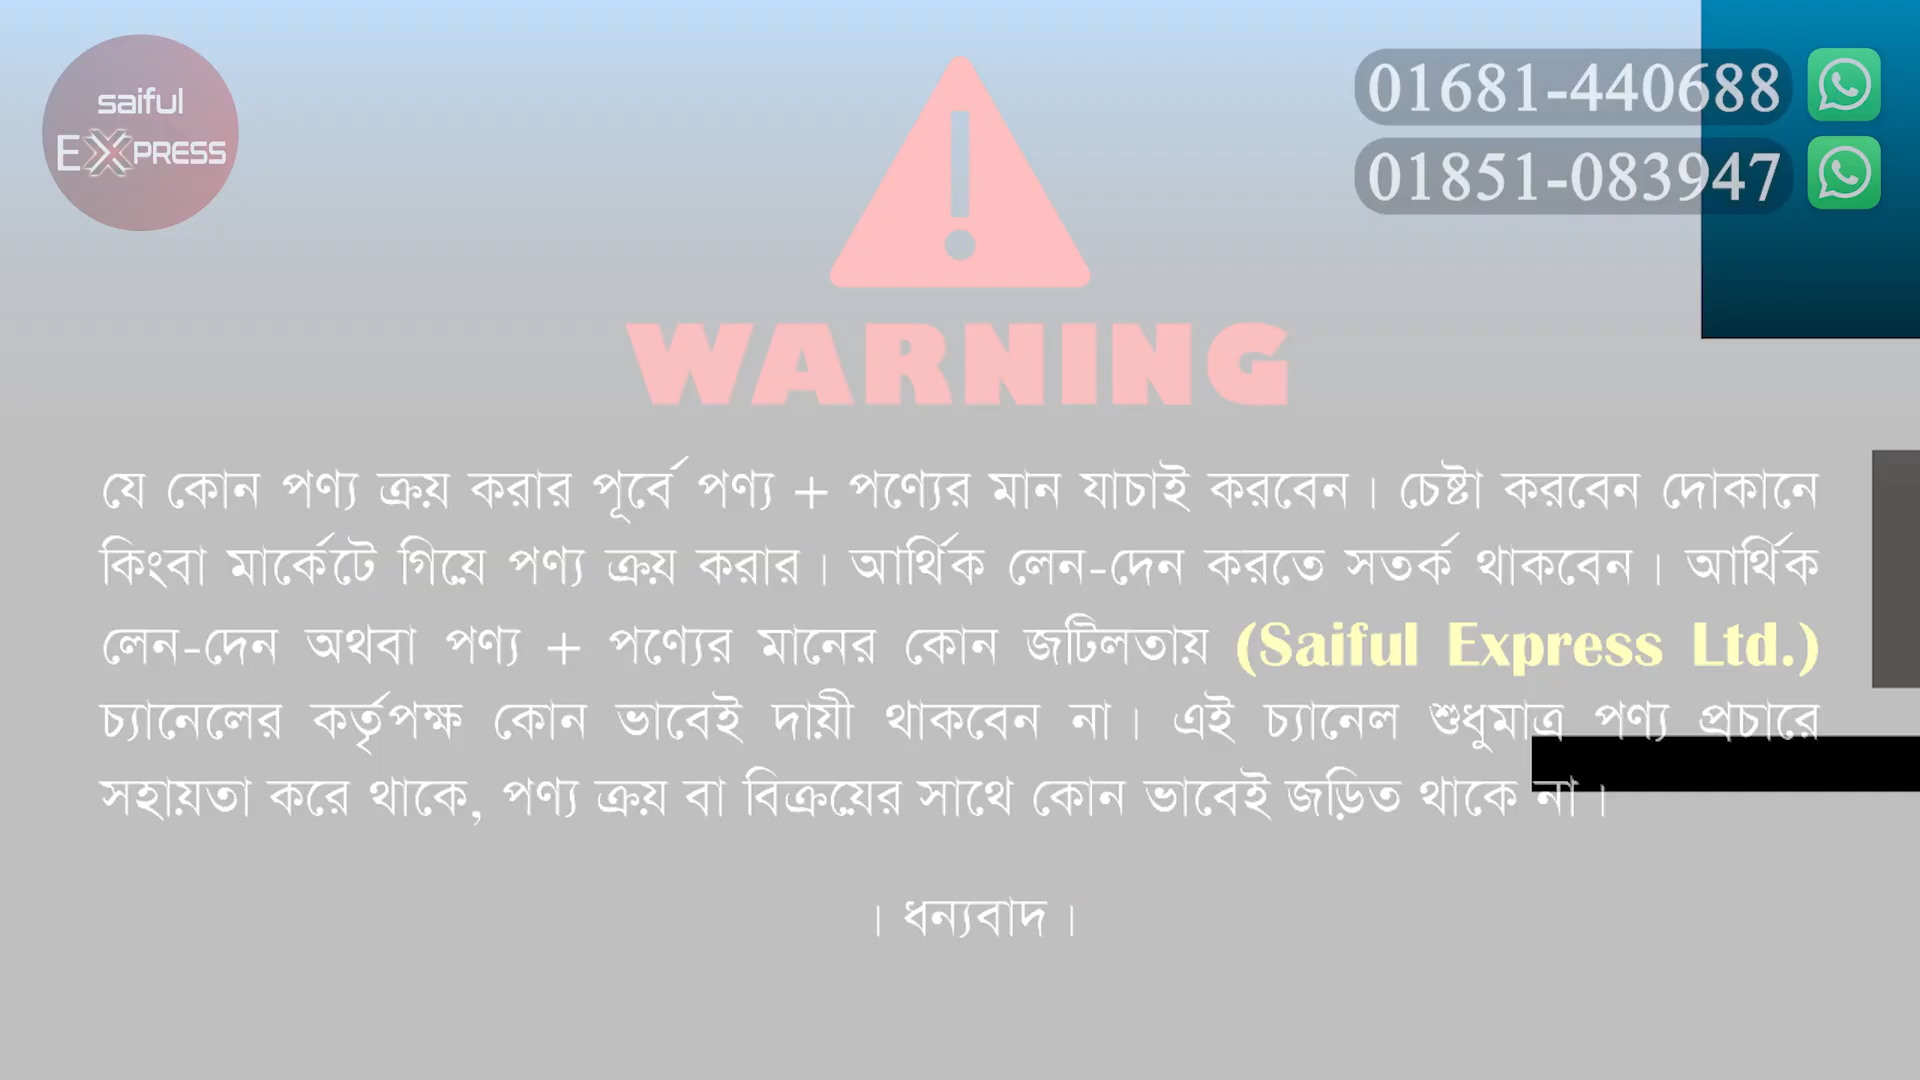 saiful
EXPRESS
01681-440688
01851-083947
WARNING
যে কোন পণ্য ক্রয় করার পূর্বে পণ্য + পণ্যের মান যাচাই করবেন। চেষ্টা করবেন দোকানে
কিংবা মার্কেটে গিয়ে পণ্য ক্রয় করার। আর্থিক লেন-দেন করতে সতর্ক থাকবেন। আর্থিক
লেন-দেন অথবা পণ্য + পণ্যের মানের কোন জটিলতায় (Saiful Express Ltd.)
চ্যানেলের কর্তৃপক্ষ কোন ভাবেই দায়ী থাকবেন না। এই চ্যানেল শুধুমাত্র পণ্য প্রচারে
সহায়তা করে থাকে, পণ্য ক্রয় বা বিক্রয়ের সাথে কোন ভাবেই জড়িত থাকে না।
। ধন্যবাদ ।